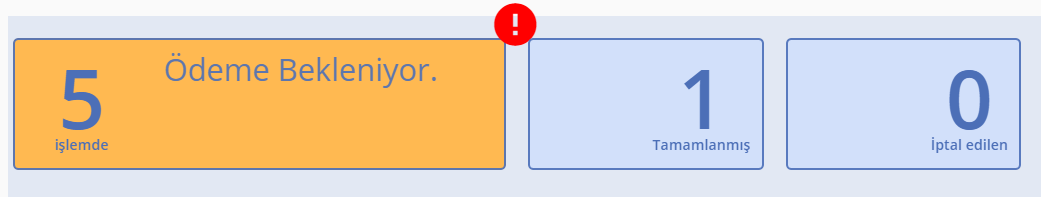 !
5
Ödeme Bekleniyor.
işlemde
1
Tamamlanmış
0
İptal edilen